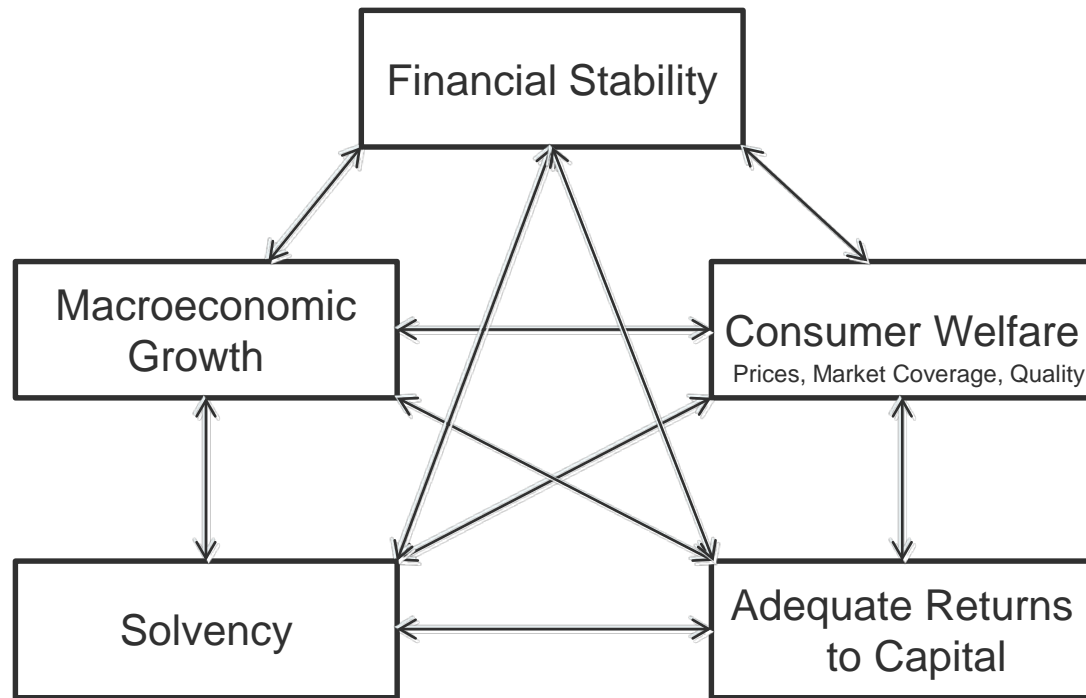 Financial Stability
Macroeconomic
Growth
Consumer Welfare
Prices, Market Coverage, Quality
Solvency
Adequate Returns
to Capital